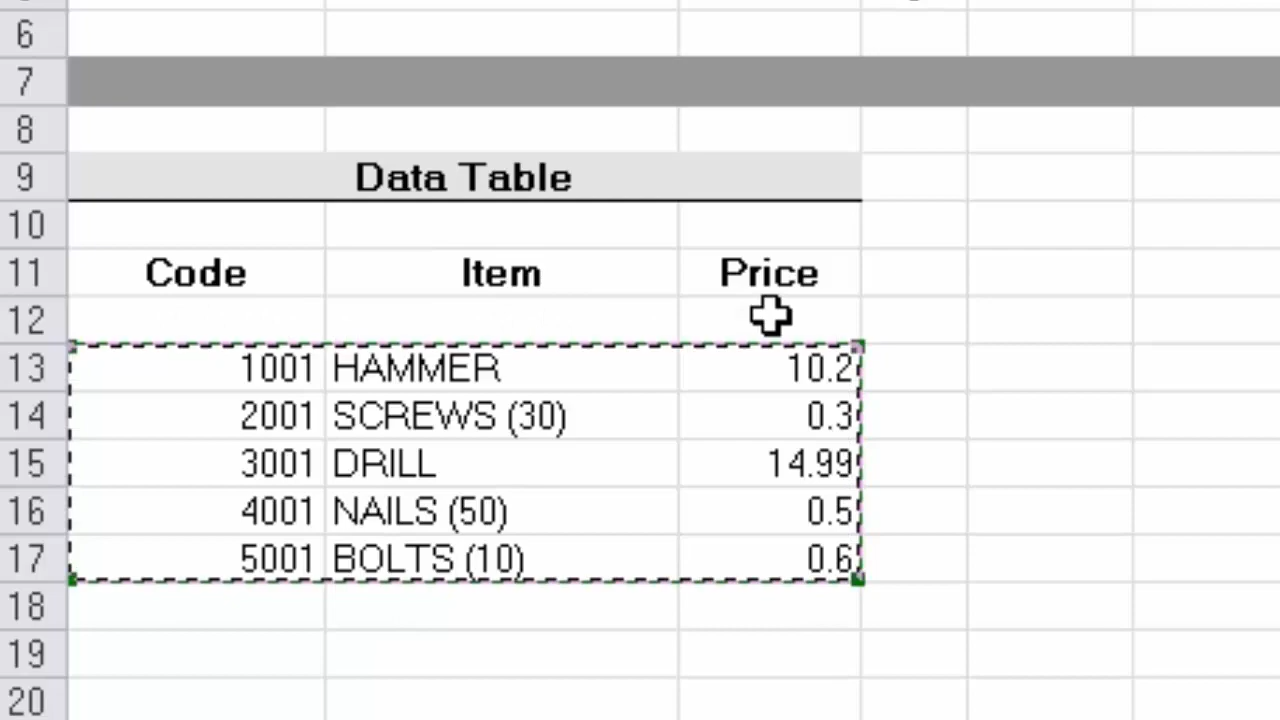 6
7
8
9 Data Table
10
11 Code Item Price
12
13 1001 HAMMER 10.2
14 2001 SCREWS (30) 0.3
15 3001 DRILL 14.99
16 4001 NAILS (50) 0.5
17 5001 BOLTS (10) 0.6
18
19
20